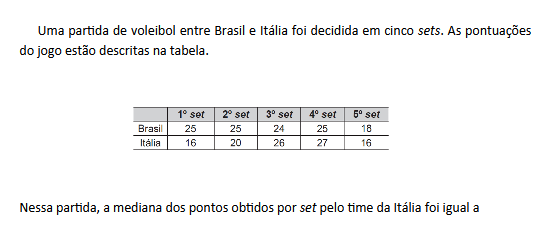 Uma partida de voleibol entre Brasil e Itália foi decidida em cinco sets. As pontuações
do jogo estão descritas na tabela.
1º set 2º set 3º set 4º set 5º set
Brasil 25 25 24 25 18
Itália 16 20 26 27 16
Nessa partida, a mediana dos pontos obtidos por set pelo time da Itália foi igual a